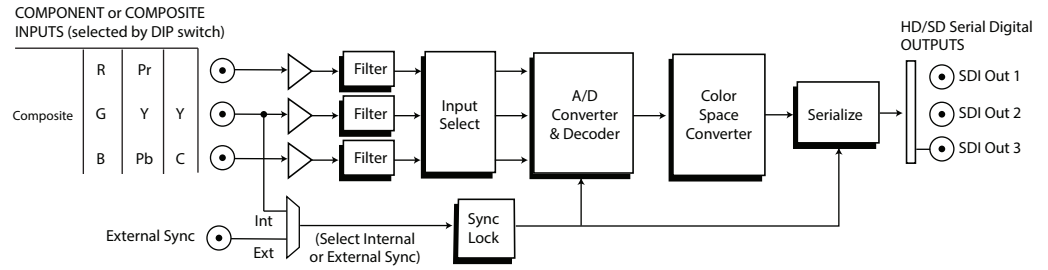 COMPONENT or COMPOSITE
INPUTS (selected by DIP switch)
HD/SD Serial Digital
OUTPUTS
R Pr
Composite G Y Y
B Pb C
Filter
Filter
Filter
Input
Select
A/D
Converter
& Decoder
Color
Space
Converter
Serialize
SDI Out 1
SDI Out 2
SDI Out 3
Int
External Sync
Ext
(Select Internal
or External Sync)
Sync
Lock